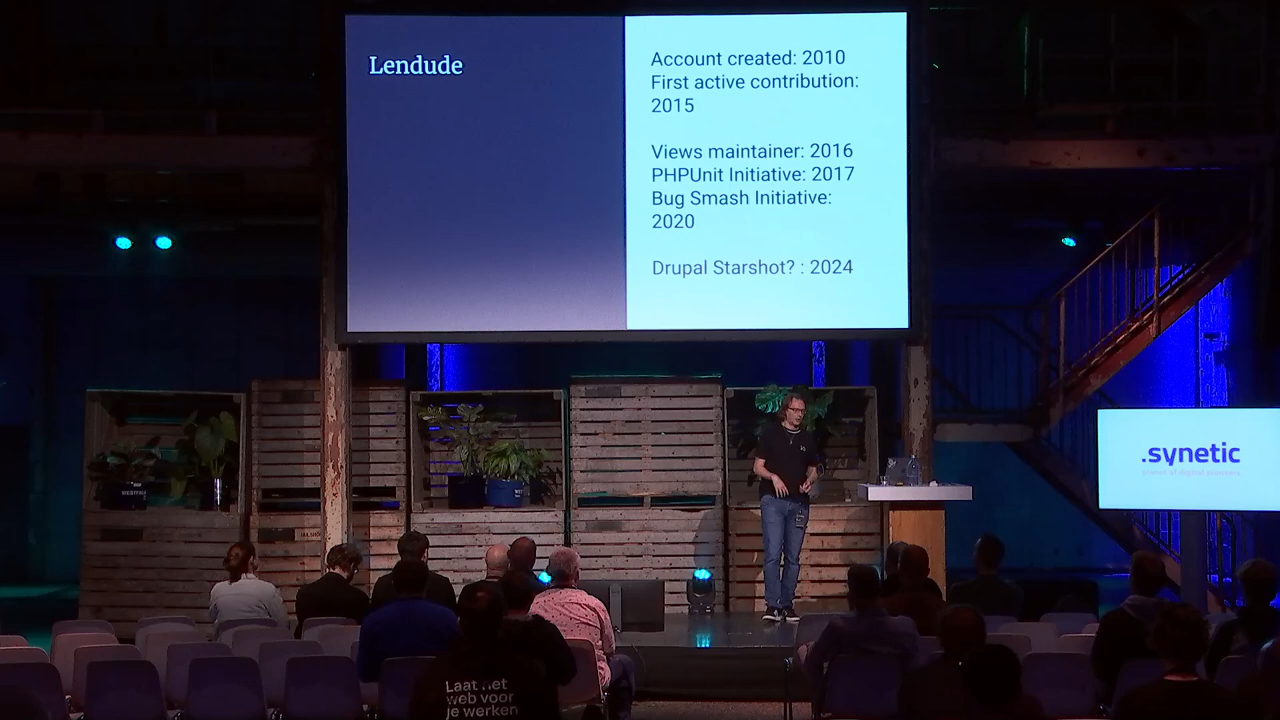 Lendude
Account created: 2010
First active contribution:
2015
Views maintainer: 2016
PHPUnit Initiative: 2017
Bug Smash Initiative:
2020
Drupal Starshot? : 2024
.synetic
Laat het
web voor
je werken